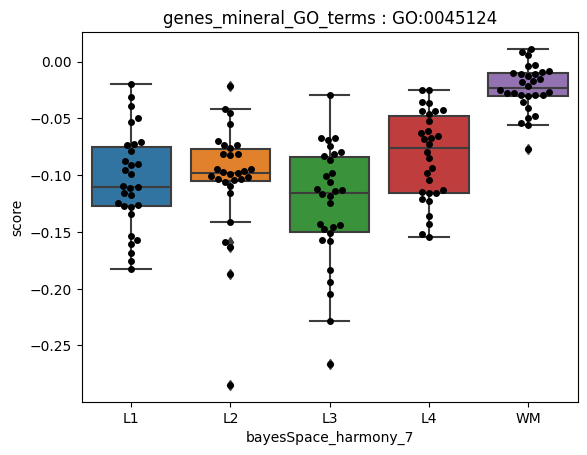 genes_mineral_GO_terms : GO:0045124
0.00
−0.05
−0.10
−0.15
−0.20
−0.25
score
L1 L2 L3 L4 WM
bayesSpace_harmony_7